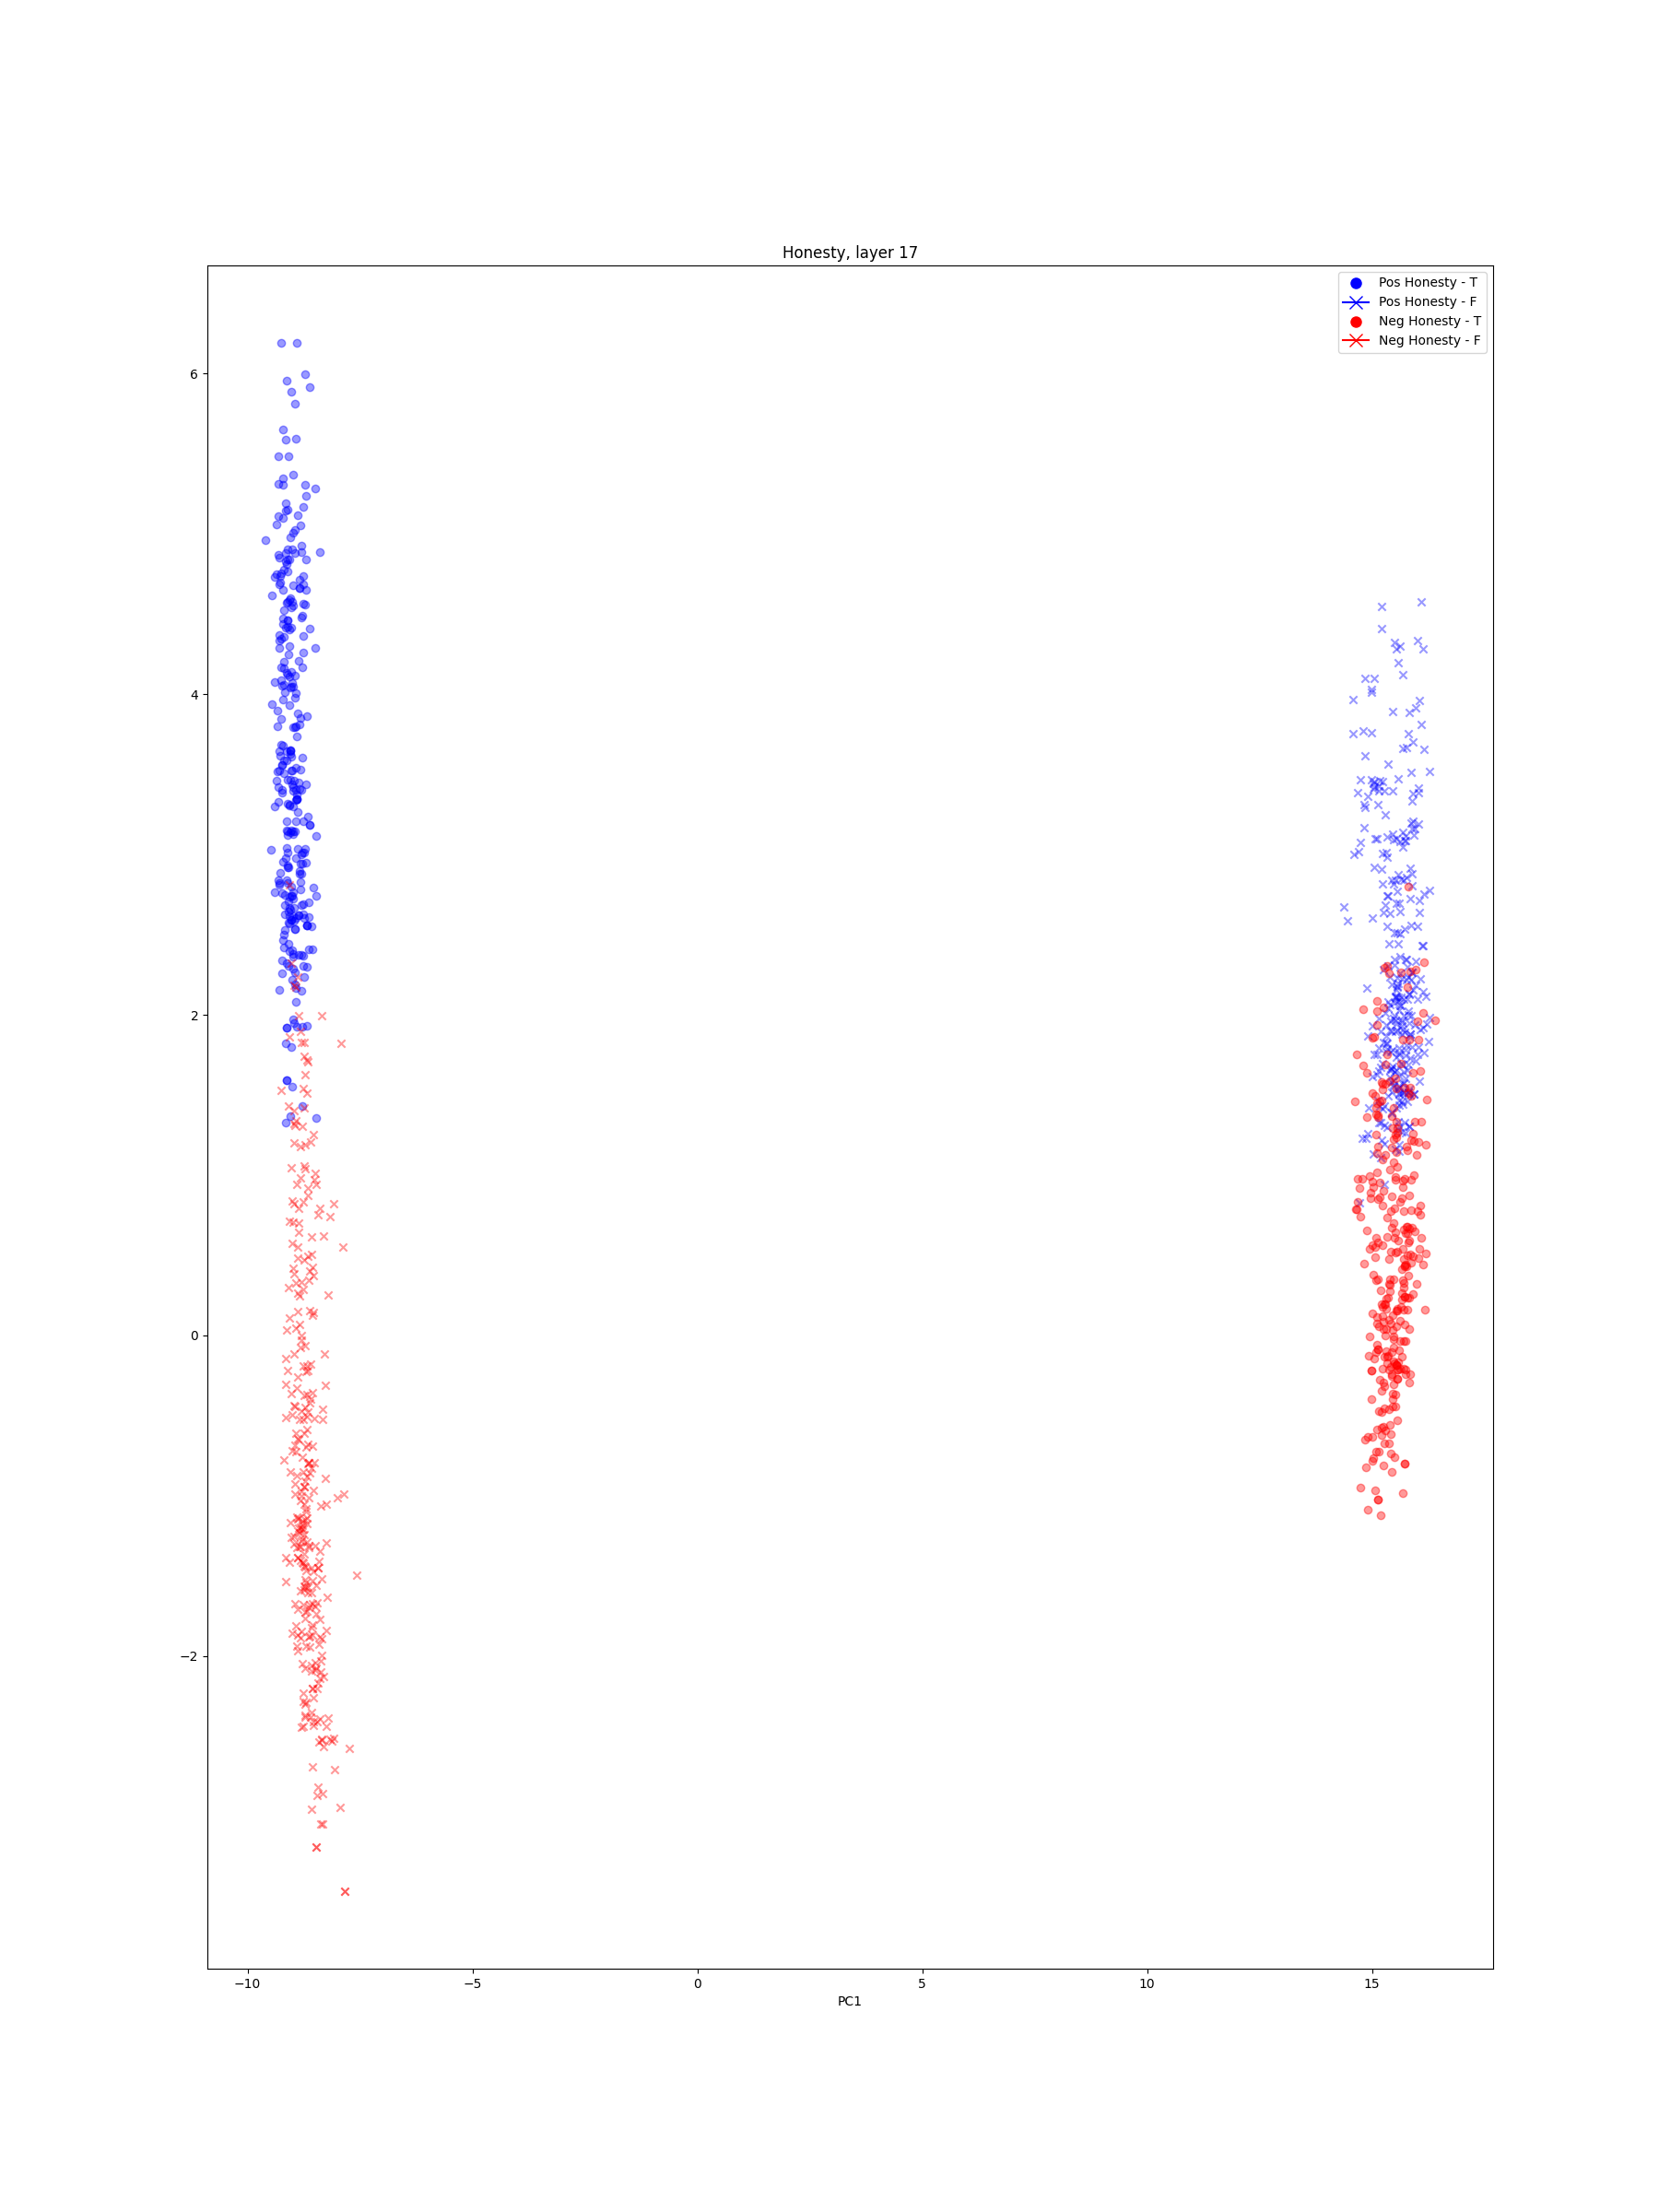 Honesty, layer 17
Pos Honesty - T
Pos Honesty - F
Neg Honesty - T
Neg Honesty - F
6
4
2
0
−2
−10
−5
0
5
10
15
PC1